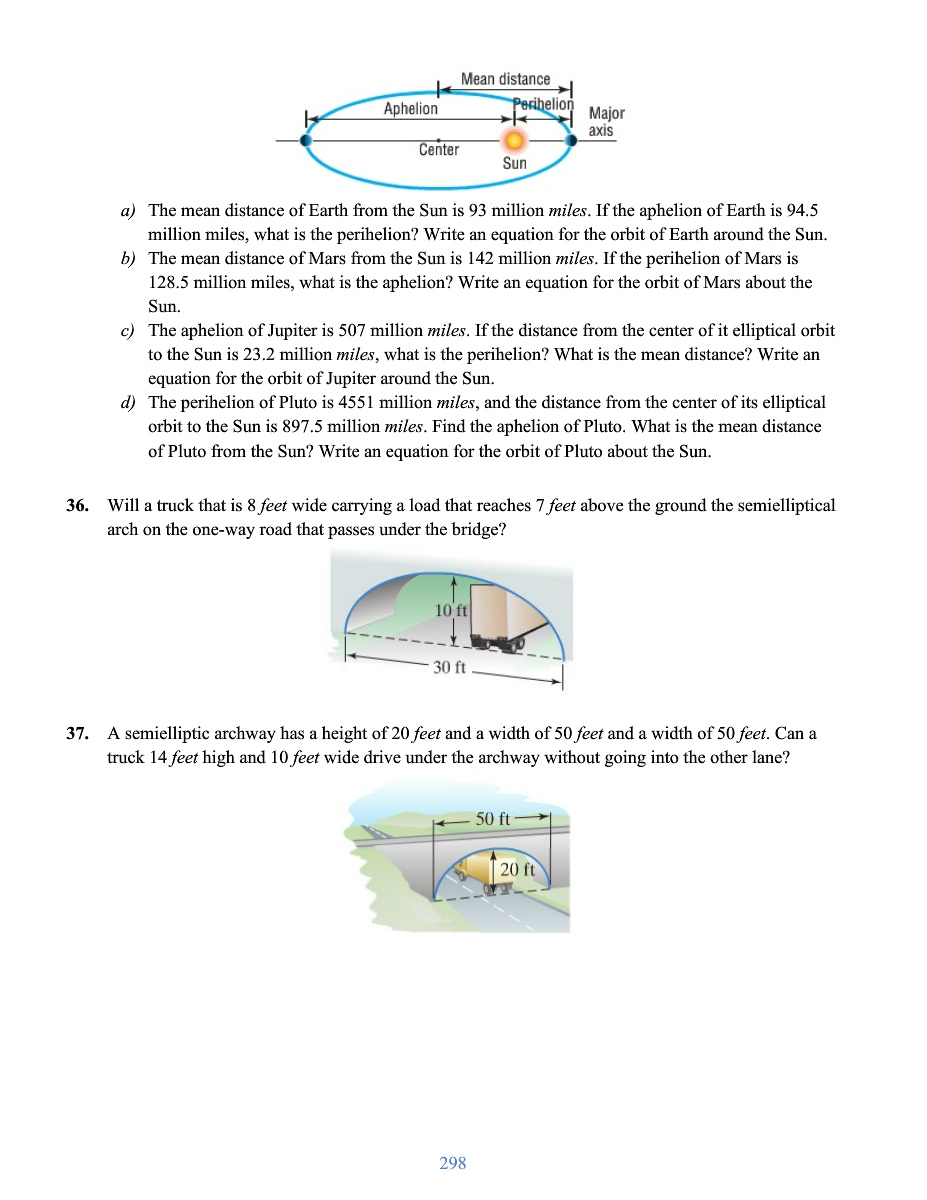 Mean distance
Aphelion
Perihelion
Major
axis
Center
Sun
a) The mean distance of Earth from the Sun is 93 million miles. If the aphelion of Earth is 94.5
million miles, what is the perihelion? Write an equation for the orbit of Earth around the Sun.
b) The mean distance of Mars from the Sun is 142 million miles. If the perihelion of Mars is
128.5 million miles, what is the aphelion? Write an equation for the orbit of Mars about the
Sun.
c) The aphelion of Jupiter is 507 million miles. If the distance from the center of it elliptical orbit
to the Sun is 23.2 million miles, what is the perihelion? What is the mean distance? Write an
equation for the orbit of Jupiter around the Sun.
d) The perihelion of Pluto is 4551 million miles, and the distance from the center of its elliptical
orbit to the Sun is 897.5 million miles. Find the aphelion of Pluto. What is the mean distance
of Pluto from the Sun? Write an equation for the orbit of Pluto about the Sun.
36. Will a truck that is 8 feet wide carrying a load that reaches 7 feet above the ground the semielliptical
arch on the one-way road that passes under the bridge?
10 ft
30 ft
37. A semielliptic archway has a height of 20 feet and a width of 50 feet and a width of 50 feet. Can a
truck 14 feet high and 10 feet wide drive under the archway without going into the other lane?
50 ft
20 ft
298